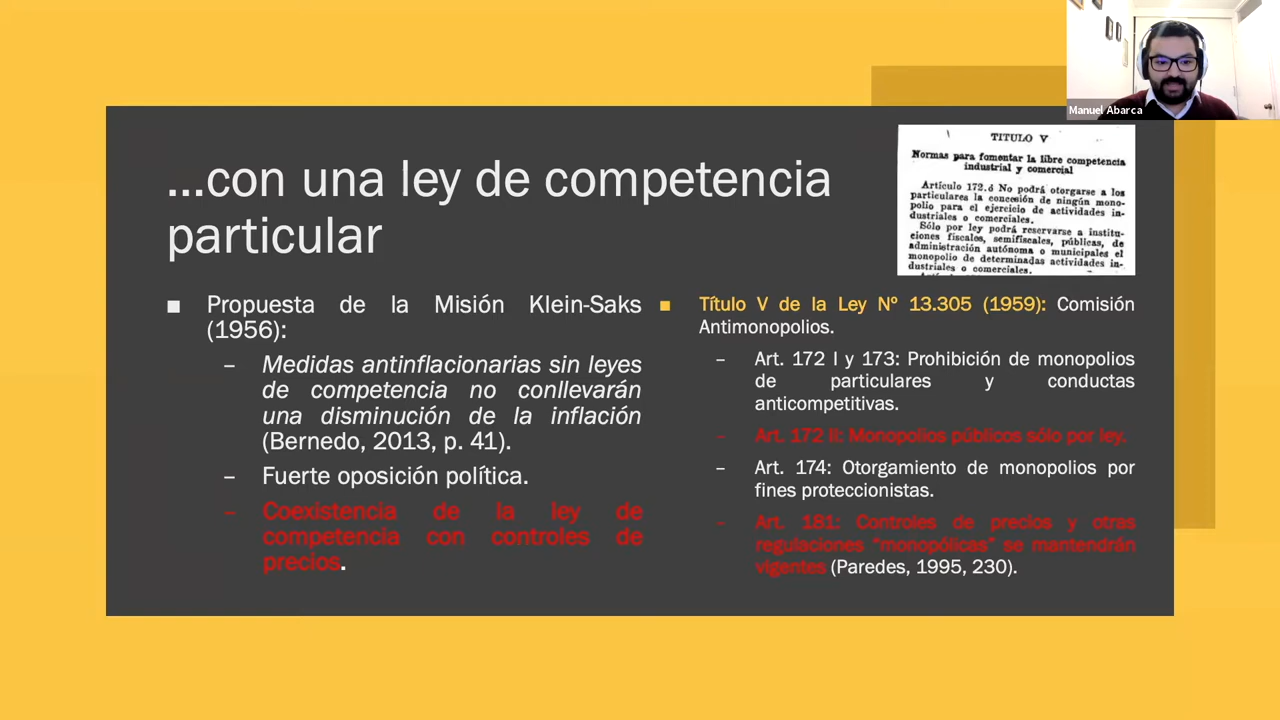 Manuel Abarca
...con una ley de competencia
particular
TITULO V
Normas para fomentar la libre competencia
industrial y comercial
Artículo 172.o No podrá otorgarse a los
particulares la concesión de ningún mono-
polio para el ejercicio de actividades in-
dustriales o comerciales.
Sólo por ley podrá reservarse a institu-
ciones fiscales, semifiscales, públicas, de
administración autónoma o municipales el
monopolio de determinadas actividades in-
dustriales o comerciales.
■ Propuesta de la Misión Klein-Saks
(1956):
– Medidas antinflacionarias sin leyes
de competencia no conllevarán
una disminución de la inflación
(Bernedo, 2013, p. 41).
– Fuerte oposición política.
– Coexistencia de la ley de
competencia con controles de
precios.
■ Título V de la Ley Nº 13.305 (1959): Comisión
Antimonopolios.
– Art. 172 I y 173: Prohibición de monopolios
de particulares y conductas
anticompetitivas.
– Art. 172 II: Monopolios públicos sólo por ley.
– Art. 174: Otorgamiento de monopolios por
fines proteccionistas.
– Art. 181: Controles de precios y otras
regulaciones “monopólicas” se mantendrán
vigentes (Paredes, 1995, 230).